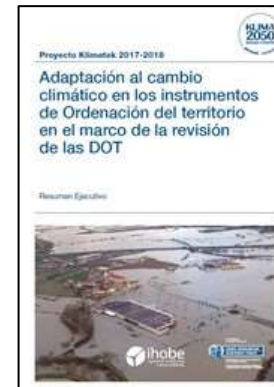 KLIMA
2050
Proyecto Klimatek 2017-2018
Adaptación al cambio
climático en los instrumentos
de Ordenación del territorio
en el marco de la revisión
de las DOT
Resumen Ejecutivo
ihobe